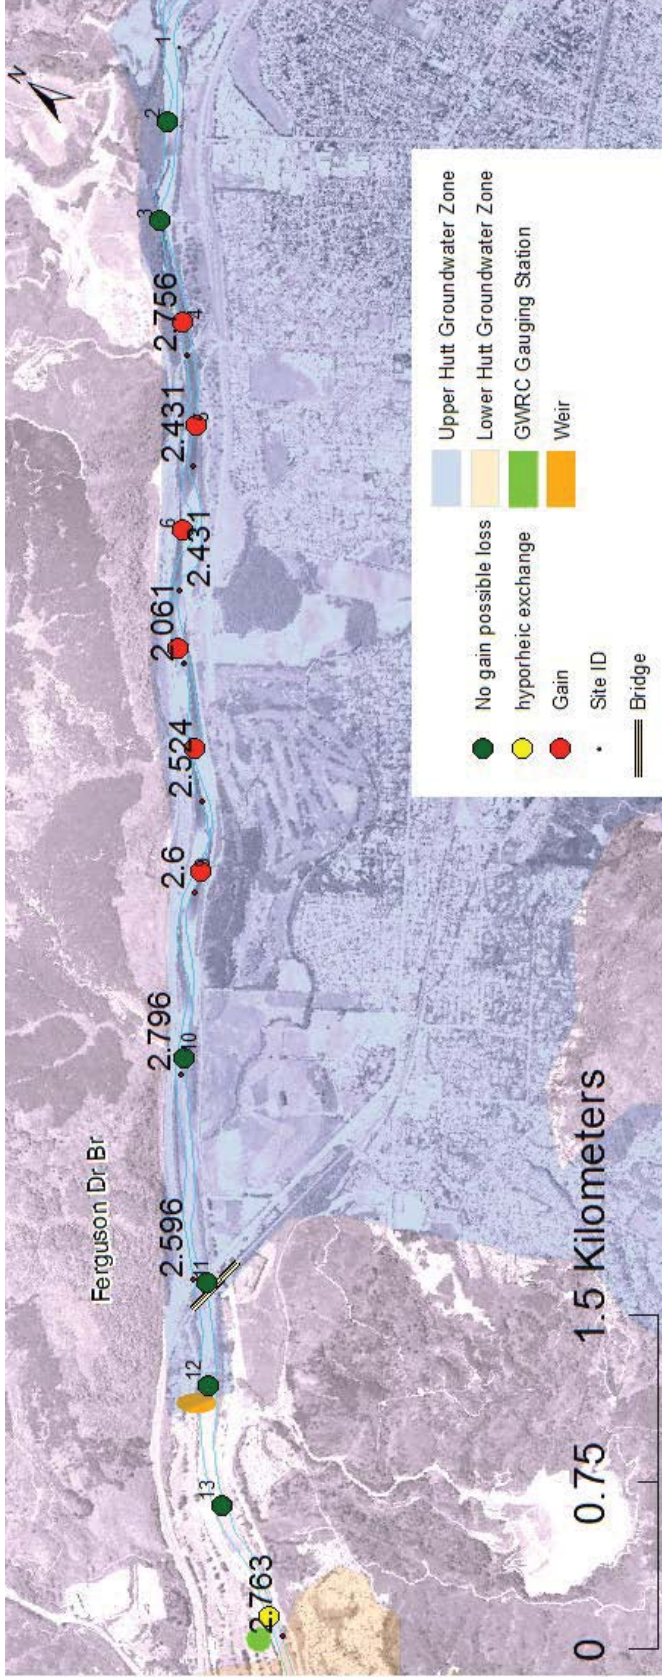 N
1
2
3
2.756
4
2.431
5
6
2.431
2.061
2.524
2.6
2.796
10
Ferguson Dr Br
2.596
11
12
13
2.763
No gain possible loss
hyporheic exchange
Gain
Site ID
Bridge
Upper Hutt Groundwater Zone
Lower Hutt Groundwater Zone
GWRC Gauging Station
Weir
0 0.75 1.5 Kilometers